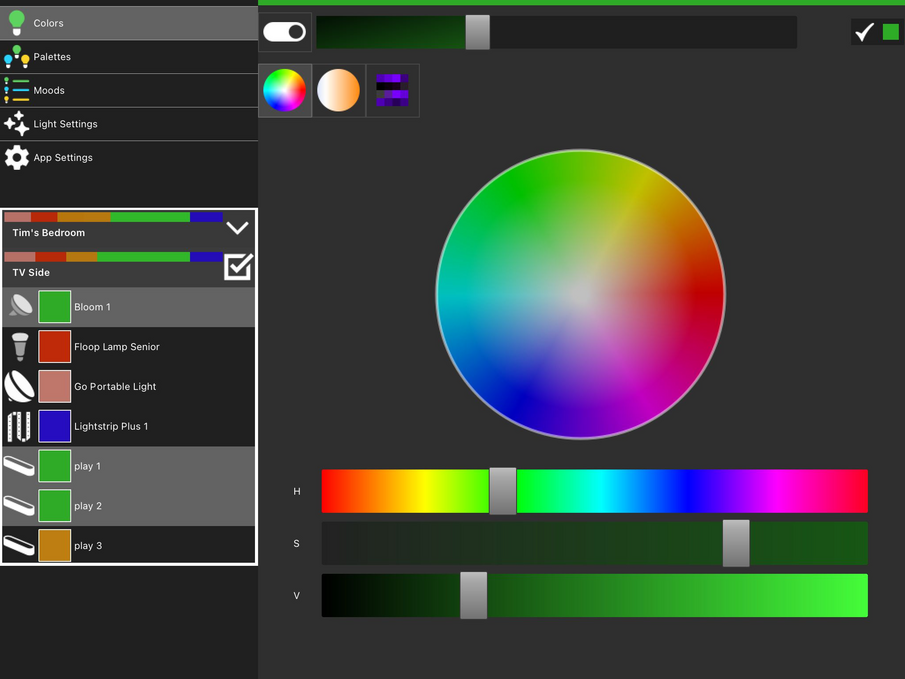 Colors
Palettes
Moods
Light Settings
App Settings
Tim's Bedroom
TV Side
Bloom 1
Floop Lamp Senior
Go Portable Light
Lightstrip Plus 1
play 1
play 2
play 3
H
S
V